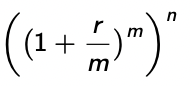 ((1 + r/m)^m)^n